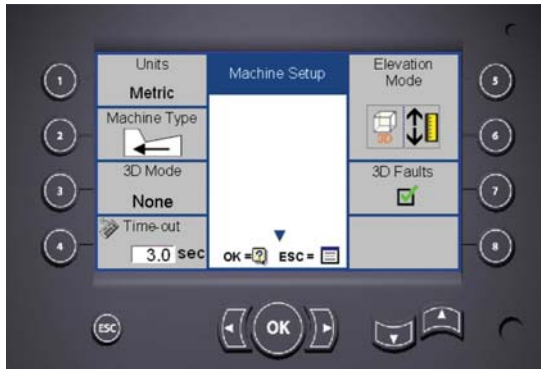 Units
Metric
Machine Type
3D Mode
None
Time-out
3.0 sec
Machine Setup
OK = ? ESC =
Elevation
Mode
3D
3D Faults
1
2
3
4
5
6
7
8
ESC
OK